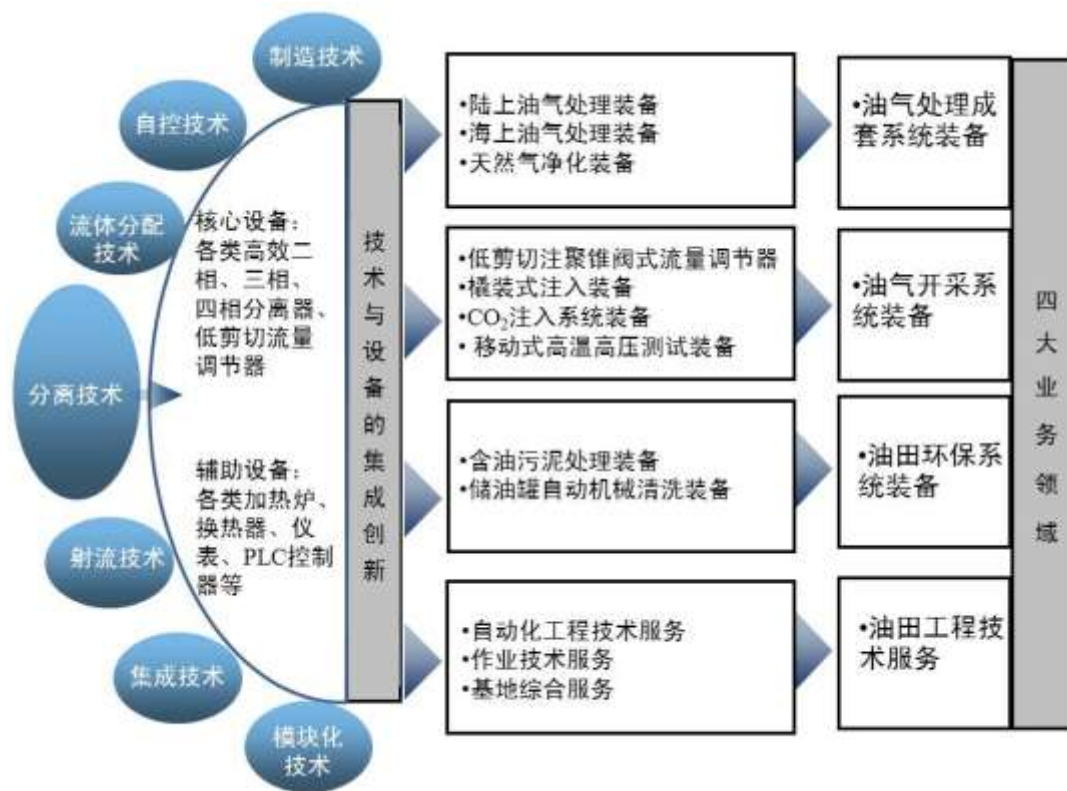 制造技术
自控技术
流体分配
技术
分离技术
射流技术
集成技术
模块化
技术
核心设备：
各类高效二
相、三相、
四相分离器、
低剪切流量
调节器
辅助设备：
各类加热炉、
换热器、仪
表、PLC控制
器等
技术与设备的集成创新
•陆上油气处理装备
•海上油气处理装备
•天然气净化装备
•低剪切注聚锥阀式流量调节器
•橇装式注入装备
•CO₂注入系统装备
•移动式高温高压测试装备
•含油污泥处理装备
•储油罐自动机械清洗装备
•自动化工程技术服务
•作业技术服务
•基地综合服务
•油气处理成
套系统装备
•油气开采系
统装备
•油田环保系
统装备
•油田工程技
术服务
四大业务领域